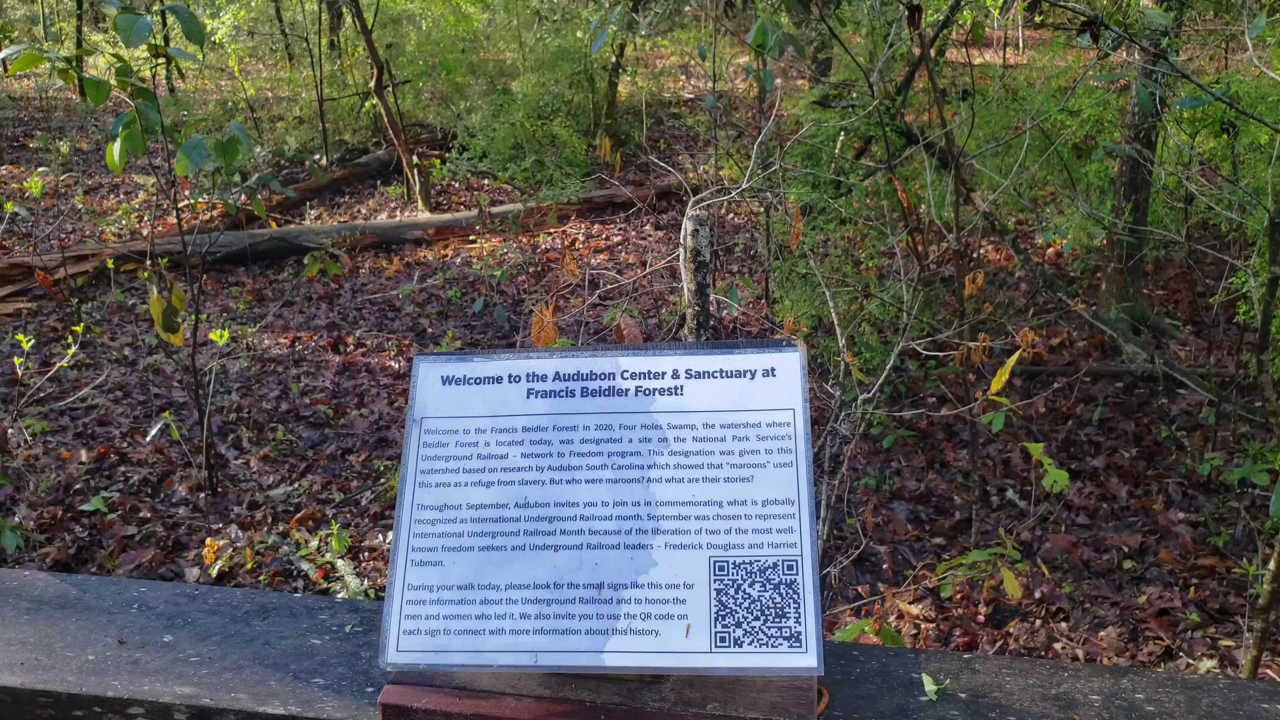 Welcome to the Audubon Center & Sanctuary at
Francis Beidler Forest!
Welcome to the Francis Beidler Forest! In 2020, Four Holes Swamp, the watershed where
Beidler Forest is located today, was designated a site on the National Park Service's
Underground Railroad – Network to Freedom program. This designation was given to this
watershed based on research by Audubon South Carolina which showed that "maroons" used
this area as a refuge from slavery. But who were maroons? And what are their stories?
Throughout September, Audubon invites you to join us in commemorating what is globally
recognized as International Underground Railroad month. September was chosen to represent
International Underground Railroad Month because of the liberation of two of the most well-
known freedom seekers and Underground Railroad leaders – Frederick Douglass and Harriet
Tubman.
During your walk today, please look for the small signs like this one for
more information about the Underground Railroad and to honor the
men and women who led it. We also invite you to use the QR code on
each sign to connect with more information about this history.